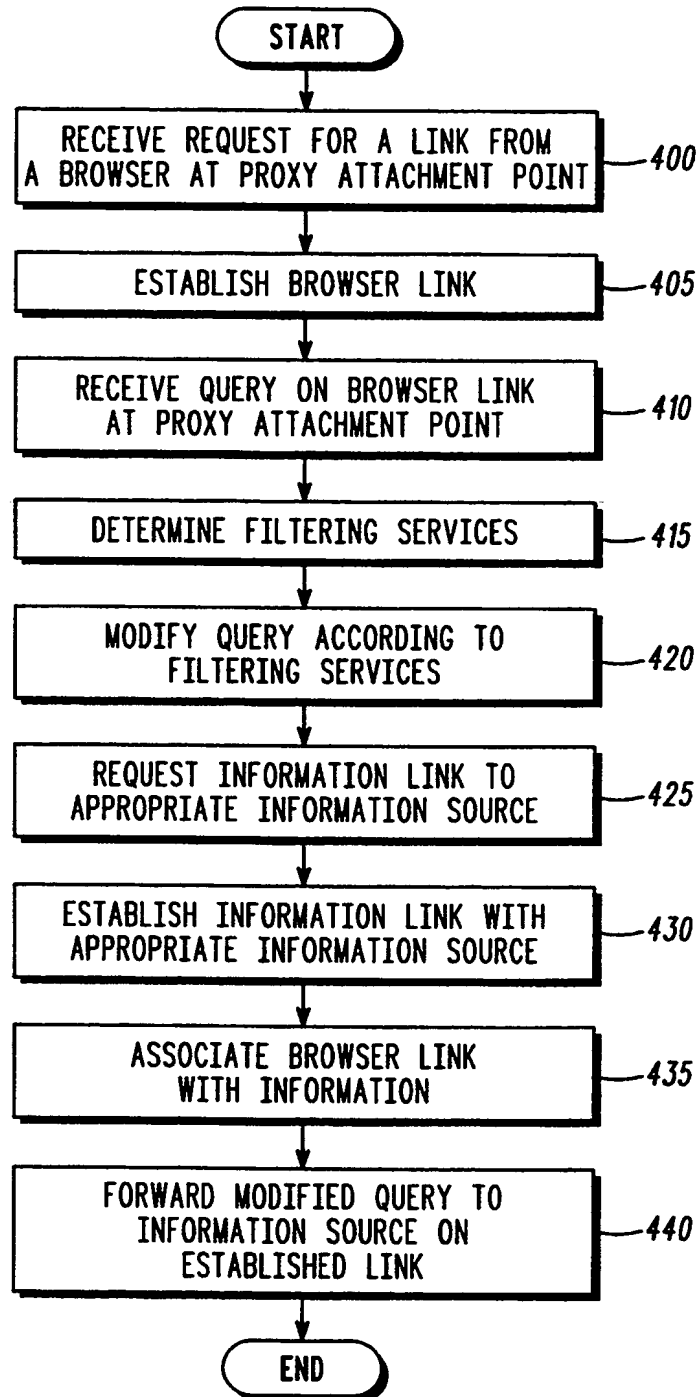 START
RECEIVE REQUEST FOR A LINK FROM
A BROWSER AT PROXY ATTACHMENT POINT
400
ESTABLISH BROWSER LINK
405
RECEIVE QUERY ON BROWSER LINK
AT PROXY ATTACHMENT POINT
410
DETERMINE FILTERING SERVICES
415
MODIFY QUERY ACCORDING TO
FILTERING SERVICES
420
REQUEST INFORMATION LINK TO
APPROPRIATE INFORMATION SOURCE
425
ESTABLISH INFORMATION LINK WITH
APPROPRIATE INFORMATION SOURCE
430
ASSOCIATE BROWSER LINK
WITH INFORMATION
435
FORWARD MODIFIED QUERY TO
INFORMATION SOURCE ON
ESTABLISHED LINK
440
END